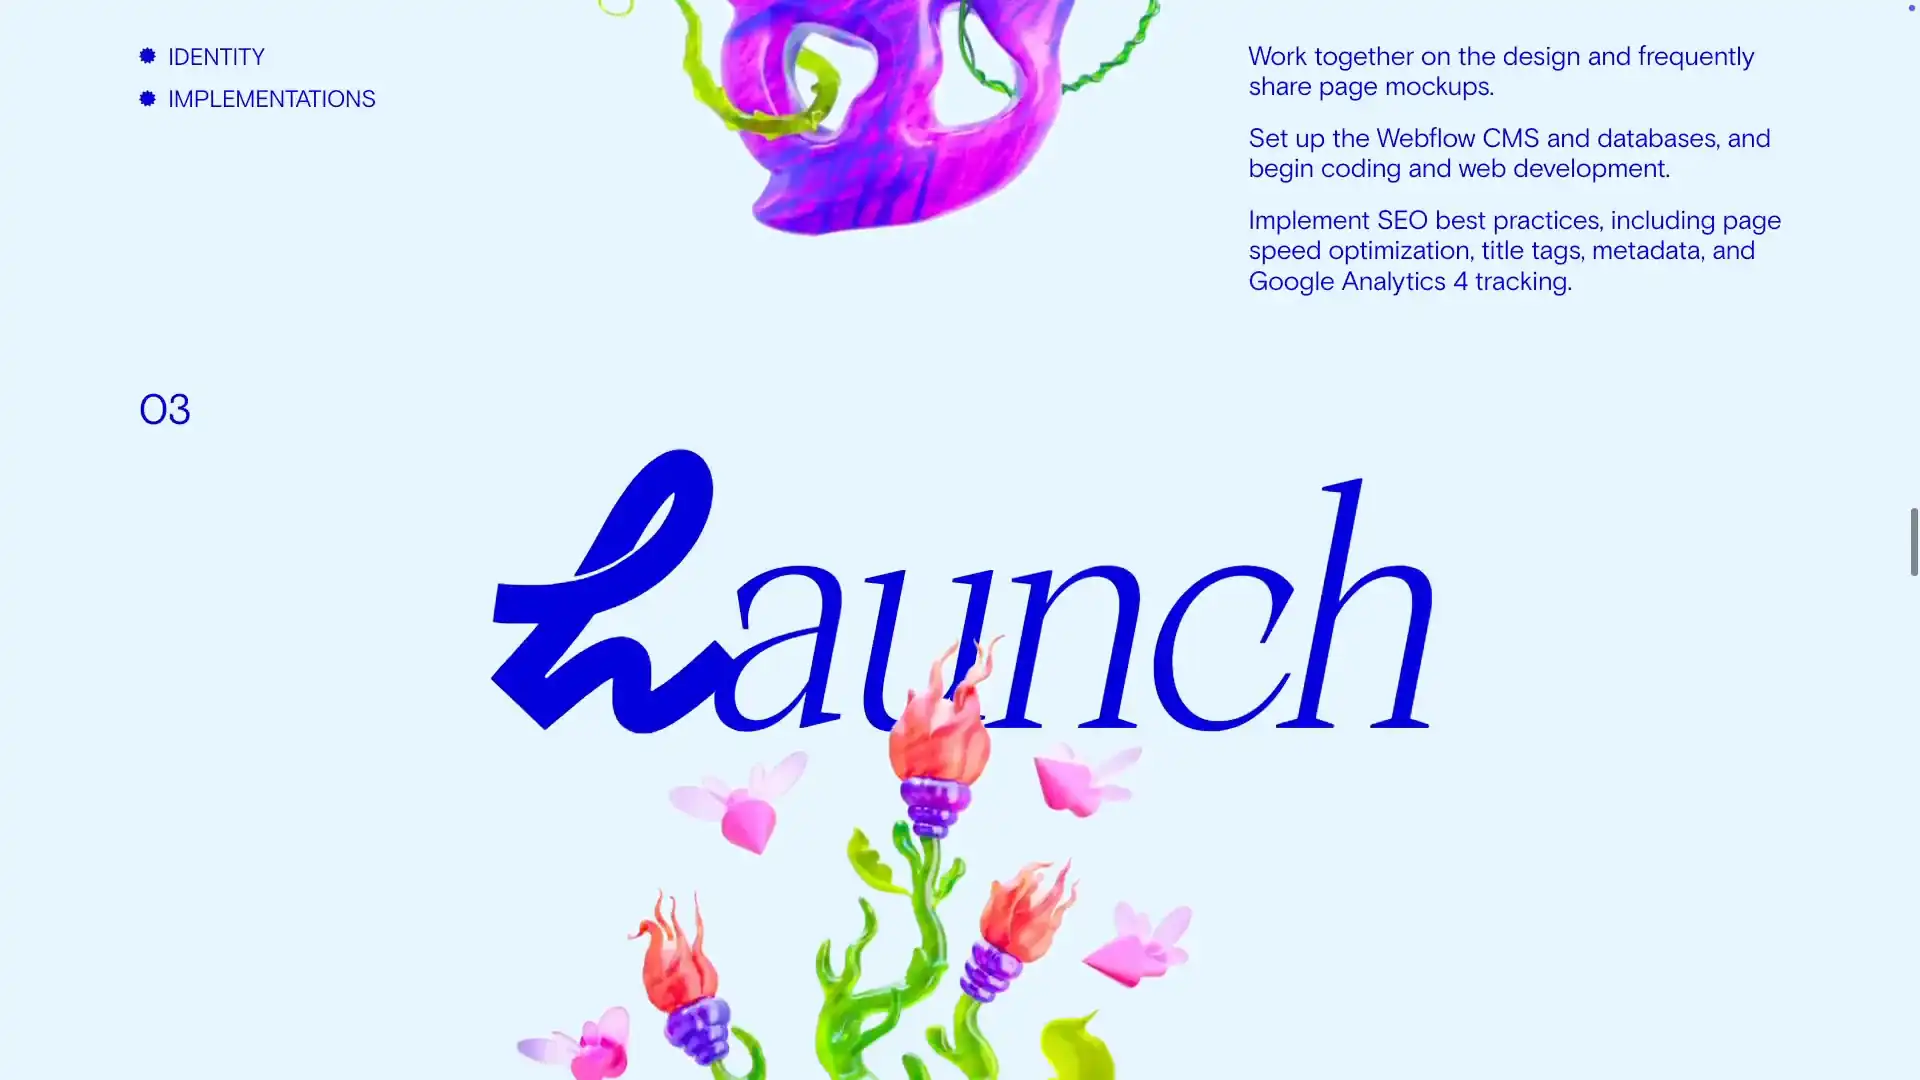 IDENTITY
IMPLEMENTATIONS
Work together on the design and frequently
share page mockups.
Set up the Webflow CMS and databases, and
begin coding and web development.
Implement SEO best practices, including page
speed optimization, title tags, metadata, and
Google Analytics 4 tracking.
03
Launch